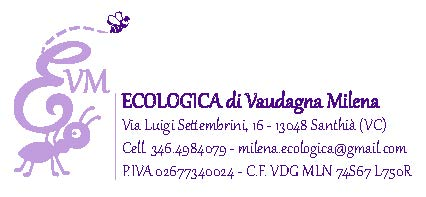 EVM
ECOLOGICA di Vaudagna Milena
Via Luigi Settembrini, 16 - 13048 Santhià (VC)
Cell. 346.4984079 - milena.ecologica@gmail.com
P.IVA 02677340024 - C.F. VDG MLN 74S67 L750R